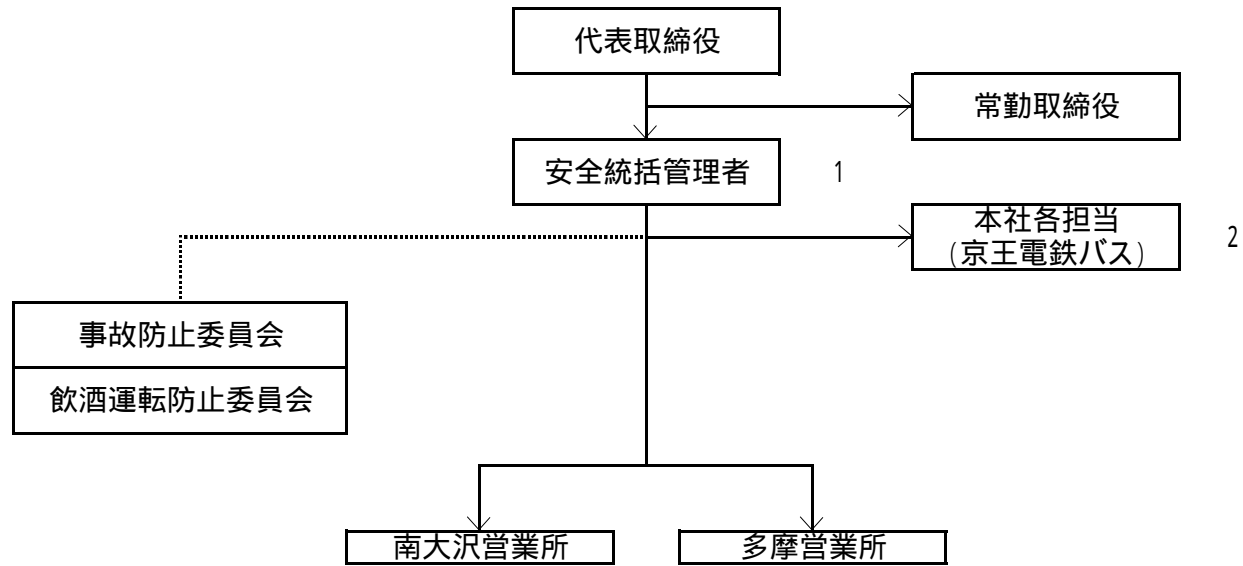 代表取締役
常勤取締役
安全統括管理者
1
本社各担当
(京王電鉄バス)
2
事故防止委員会
飲酒運転防止委員会
南大沢営業所
多摩営業所